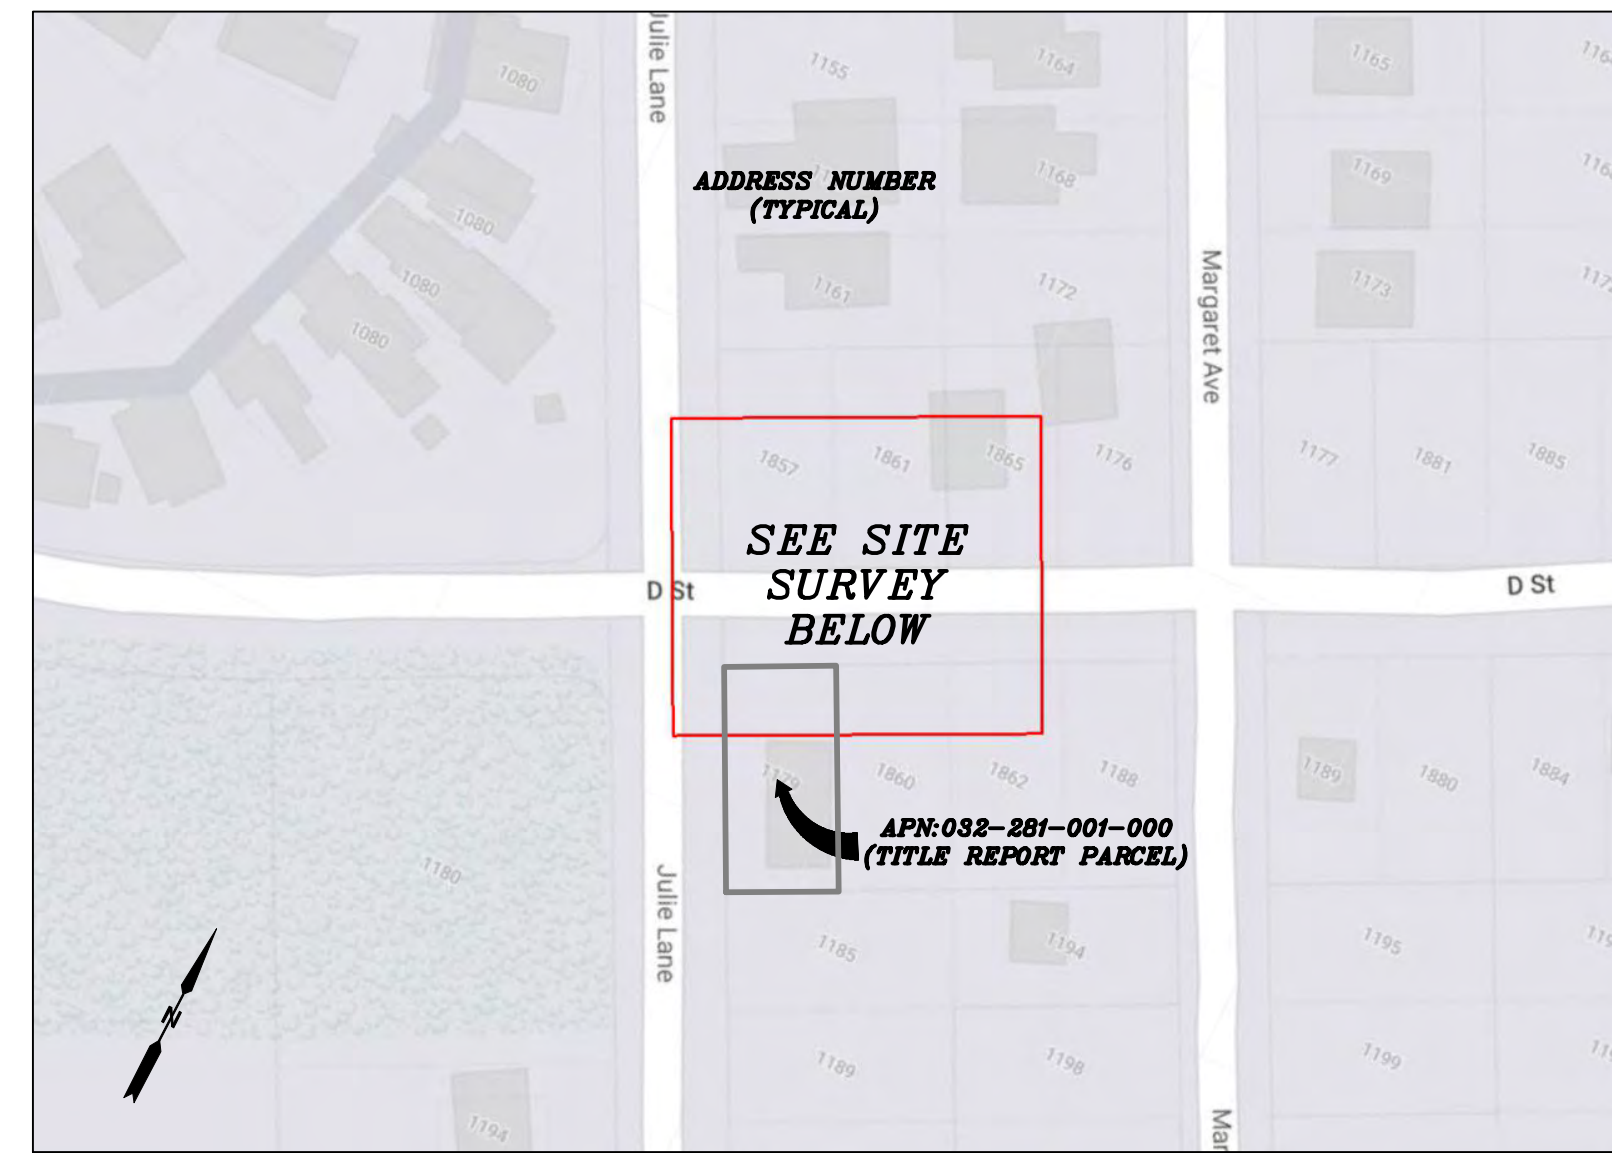 Julie Lane
1155
1164
1165
1080
ADDRESS NUMBER
(TYPICAL)
1168
1169
1080
1080
1161
1172
1173
1080
Margaret Ave
1857
1861
1865
1176
1177
1881
1885
SEE SITE
SURVEY
BELOW
D St
D St
1179
1860
1862
1188
1189
1880
1884
APN:032-281-001-000
(TITLE REPORT PARCEL)
1180
Julie Lane
1185
1194
1195
N
1189
1198
1199
1194